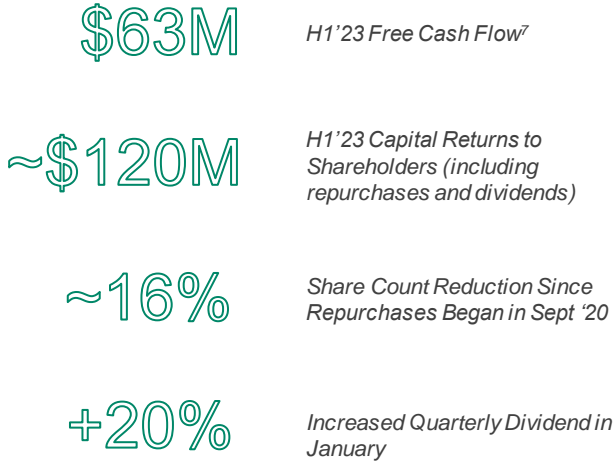 $63M
H1'23 Free Cash Flow⁷
~$120M
H1'23 Capital Returns to
Shareholders (including
repurchases and dividends)
~16%
Share Count Reduction Since
Repurchases Began in Sept ‘20
+20%
Increased Quarterly Dividend in
January